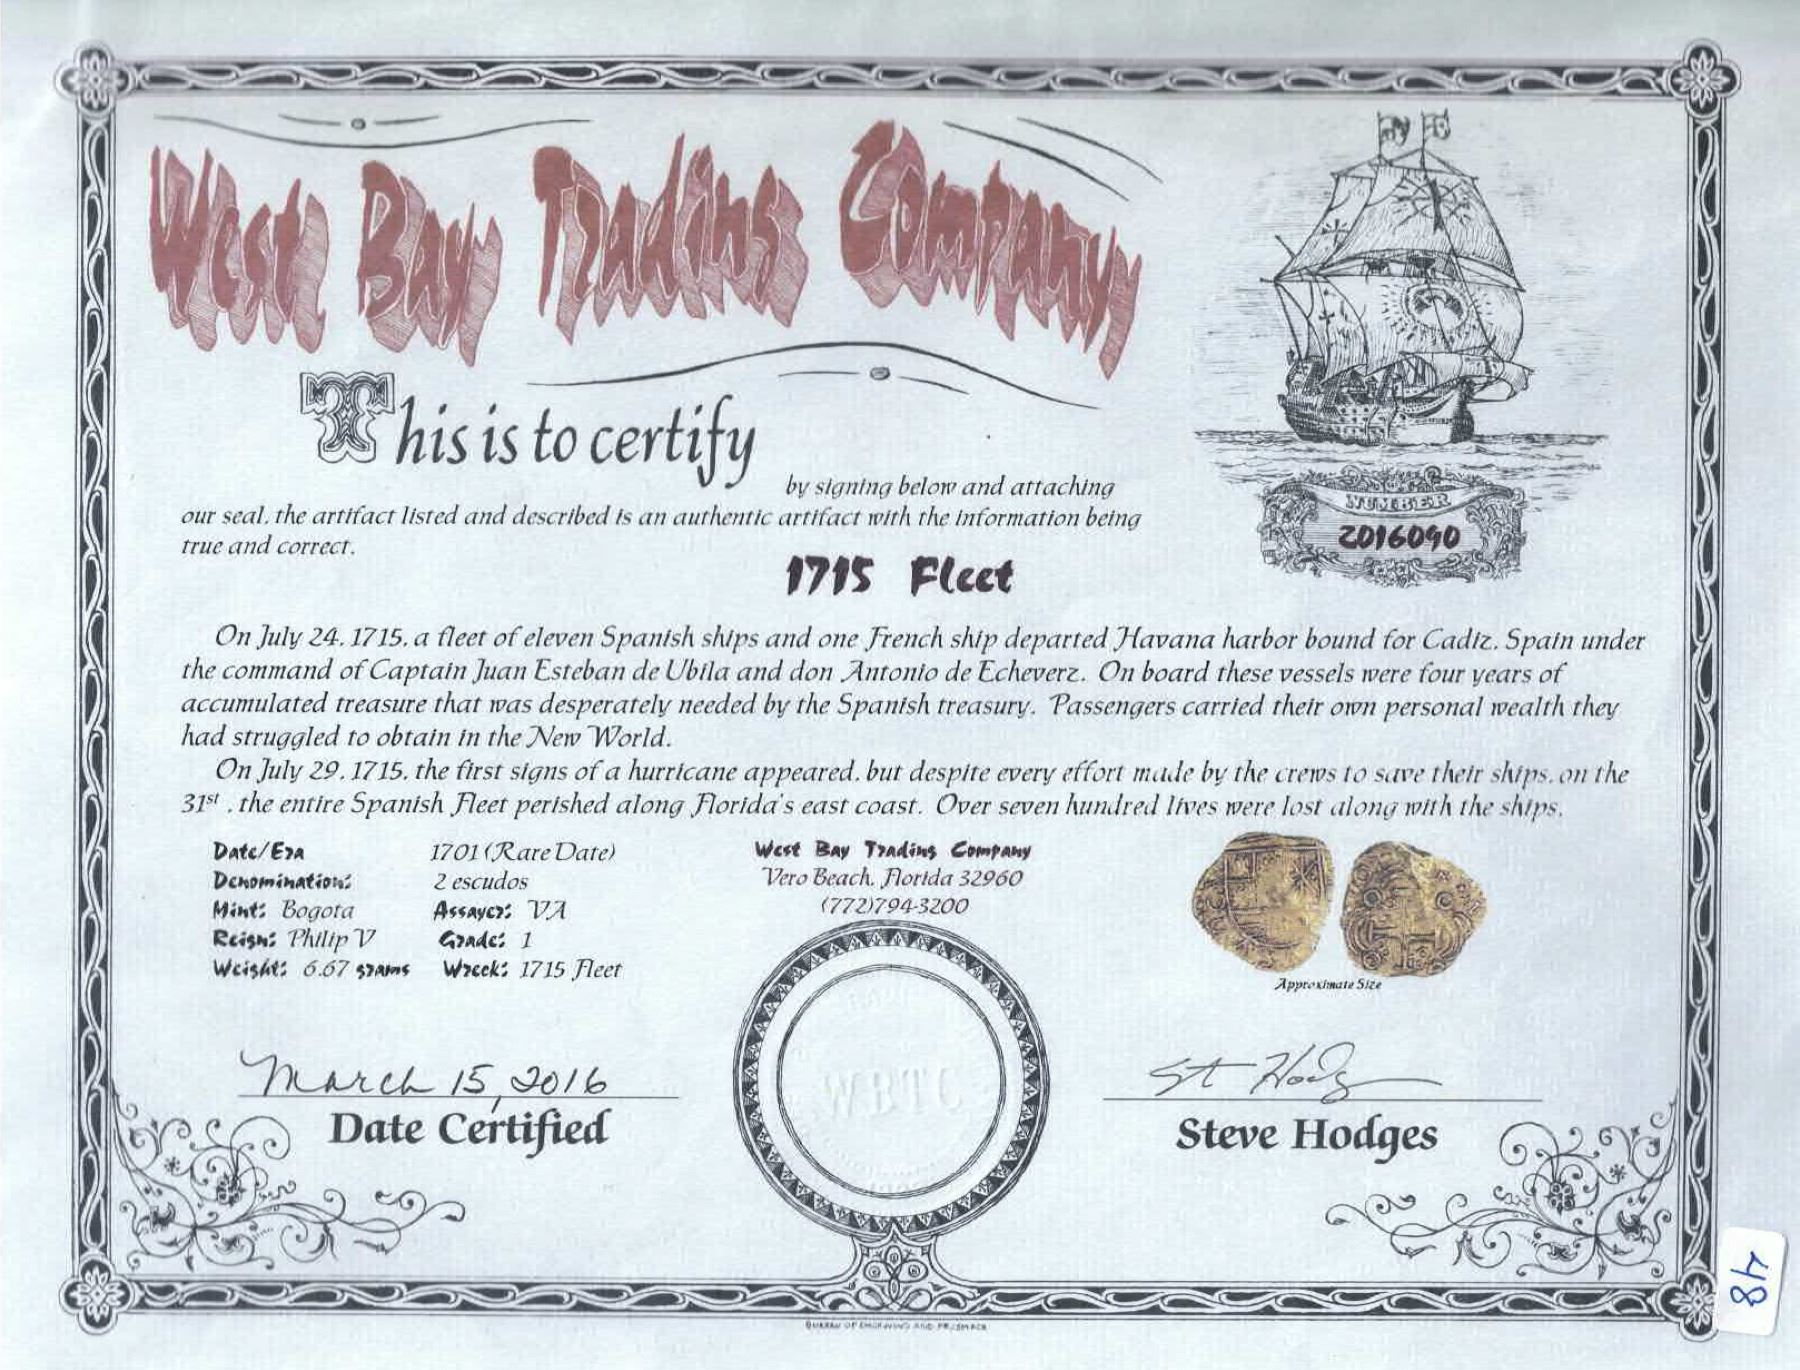 West Bay Trading Company
This is to certify
by signing below and attaching
our seal, the artifact listed and described is an authentic artifact with the information being
true and correct.
NUMBER
2016090
1715 Fleet
On July 24, 1715, a fleet of eleven Spanish ships and one French ship departed Havana harbor bound for Cadiz, Spain under
the command of Captain Juan Esteban de Ubila and don Antonio de Echeverz. On board these vessels were four years of
accumulated treasure that was desperately needed by the Spanish treasury. Passengers carried their own personal wealth they
had struggled to obtain in the New World.
On July 29, 1715, the first signs of a hurricane appeared, but despite every effort made by the crews to save their ships, on the
31st , the entire Spanish Fleet perished along Florida's east coast. Over seven hundred lives were lost along with the ships.
Date/Era 1701 (Rare Date)
Denomination: 2 escudos
Mint: Bogota Assayer: VA
Reign: Philip V Grade: 1
Weight: 6.67 grams Wreck: 1715 Fleet
West Bay Trading Company
Vero Beach, Florida 32960
(772)794-3200
Approximate Size
March 15, 2016
Date Certified
WBTC
St Hodg
Steve Hodges
48